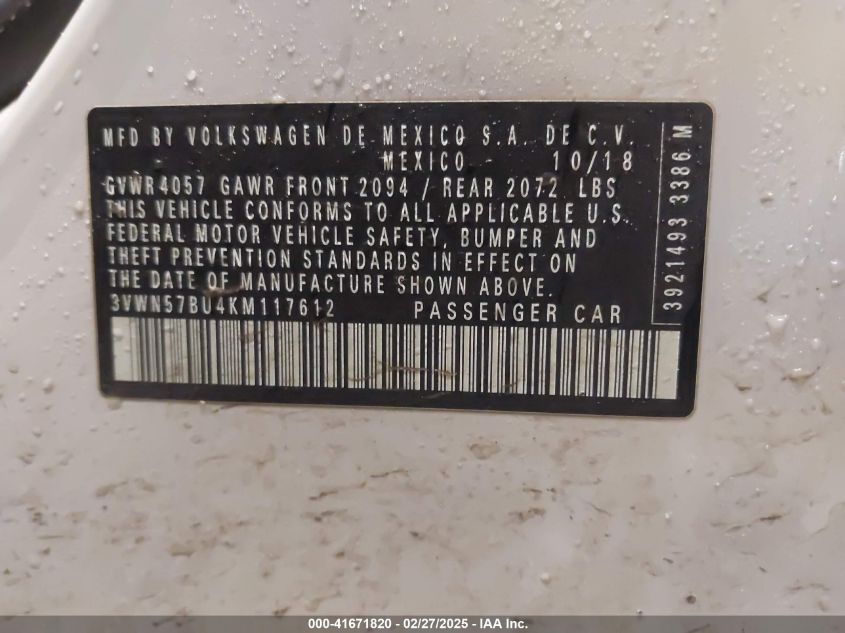 MFD BY VOLKSWAGEN DE MEXICO S.A. DE C.V.
MEXICO - 10/18
GVWR 4057 GAWR FRONT 2094 / REAR 2072 LBS
THIS VEHICLE CONFORMS TO ALL APPLICABLE U.S.
FEDERAL MOTOR VEHICLE SAFETY, BUMPER AND
THEFT PREVENTION STANDARDS IN EFFECT ON
THE DATE OF MANUFACTURE SHOWN ABOVE.
3VWN57BU4KM117612 PASSENGER CAR
3921493 3386 M
000-41671820 - 02/27/2025 - IAA Inc.